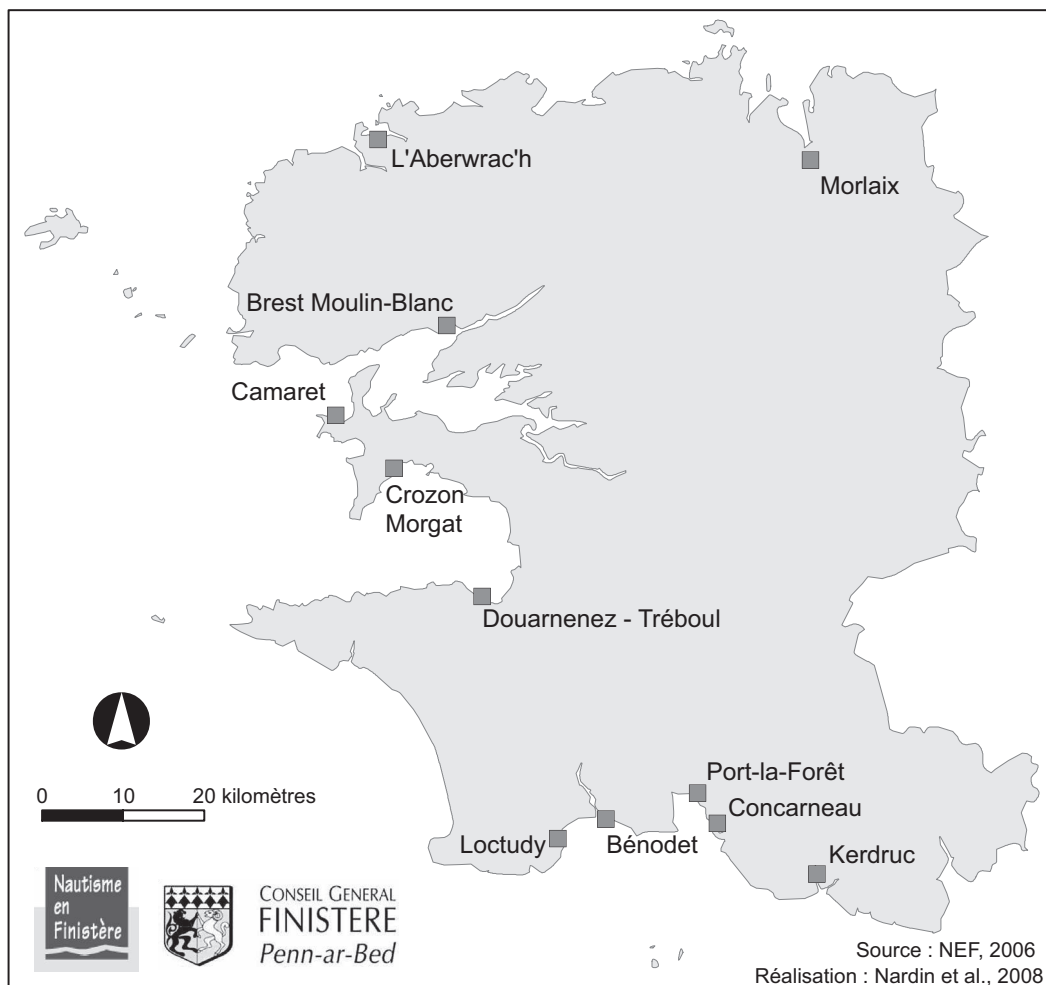 L'Aberwrac'h
Morlaix
Brest Moulin-Blanc
Camaret
Crozon
Morgat
Douarnenez - Tréboul
Port-la-Forêt
Concarneau
Loctudy
Bénodet
Kerdruc
0 10 20 kilomètres
Nautisme
en
Finistère
CONSEIL GENERAL
FINISTERE
Penn-ar-Bed
Source : NEF, 2006
Réalisation : Nardin et al., 2008